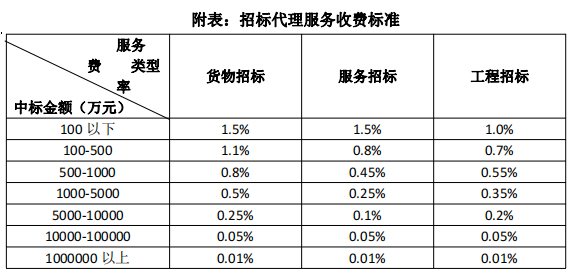 附表：招标代理服务收费标准
服务
费 类型
率
中标金额（万元）
货物招标 服务招标 工程招标
100 以下 1.5% 1.5% 1.0%
100-500 1.1% 0.8% 0.7%
500-1000 0.8% 0.45% 0.55%
1000-5000 0.5% 0.25% 0.35%
5000-10000 0.25% 0.1% 0.2%
10000-100000 0.05% 0.05% 0.05%
1000000 以上 0.01% 0.01% 0.01%